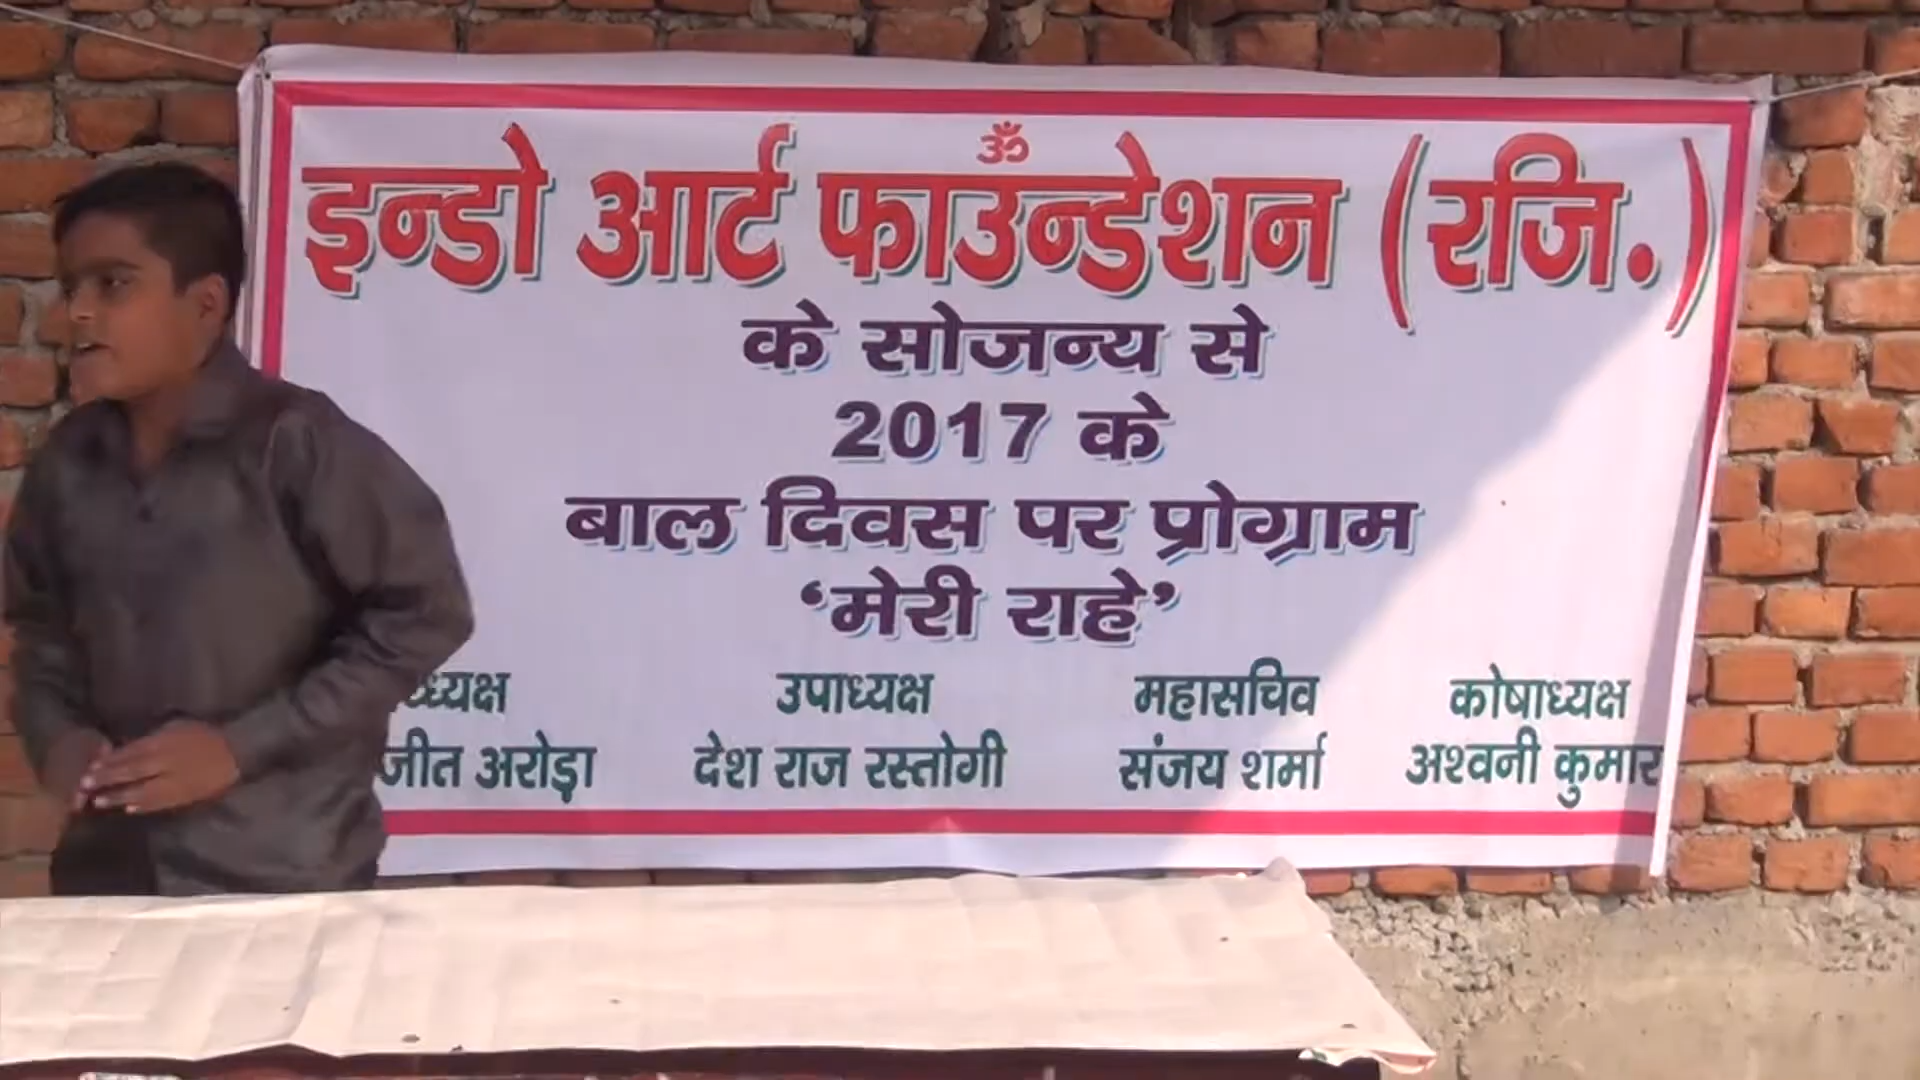 ॐ
इन्डो आर्ट फाँउन्डेशन (रजि.)
के सोजन्य से
2017 के
बाल दिवस पर प्रोग्राम
‘मेरी राहे’
उपाध्यक्ष महासचिव कोषाध्यक्ष
अरोड़ा देश राज रस्तोगी संजय शर्मा अश्वनी कुमार